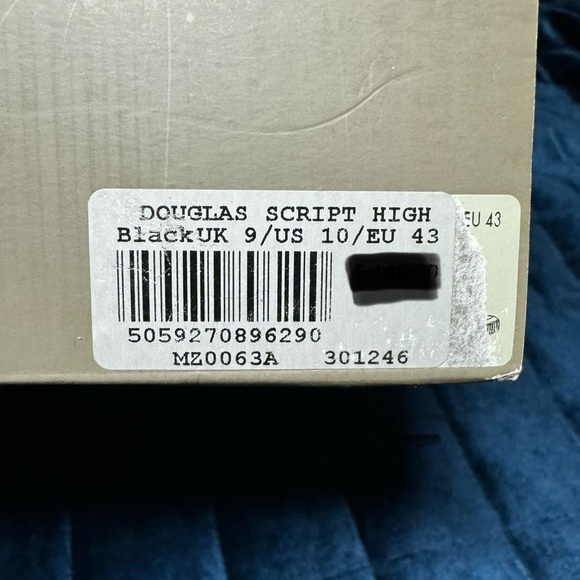 DOUGLAS SCRIPT HIGH
BlackUK 9/US 10/EU 43
EU 43
5059270896290
MZ0063A 301246